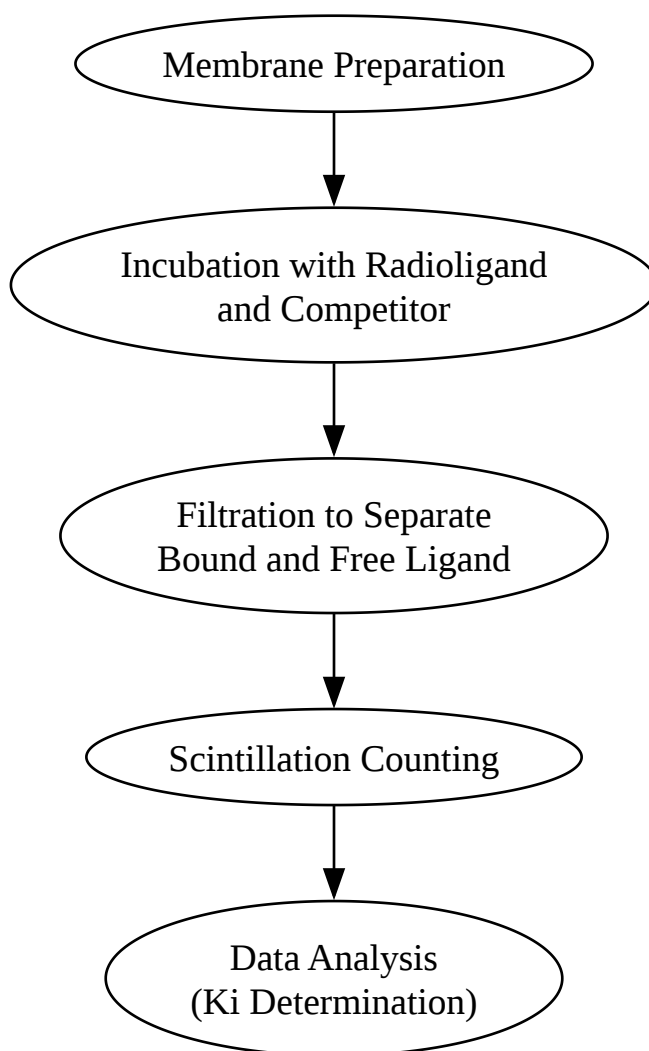 Membrane Preparation
Incubation with Radioligand
and Competitor
Filtration to Separate
Bound and Free Ligand
Scintillation Counting
Data Analysis
(Ki Determination)